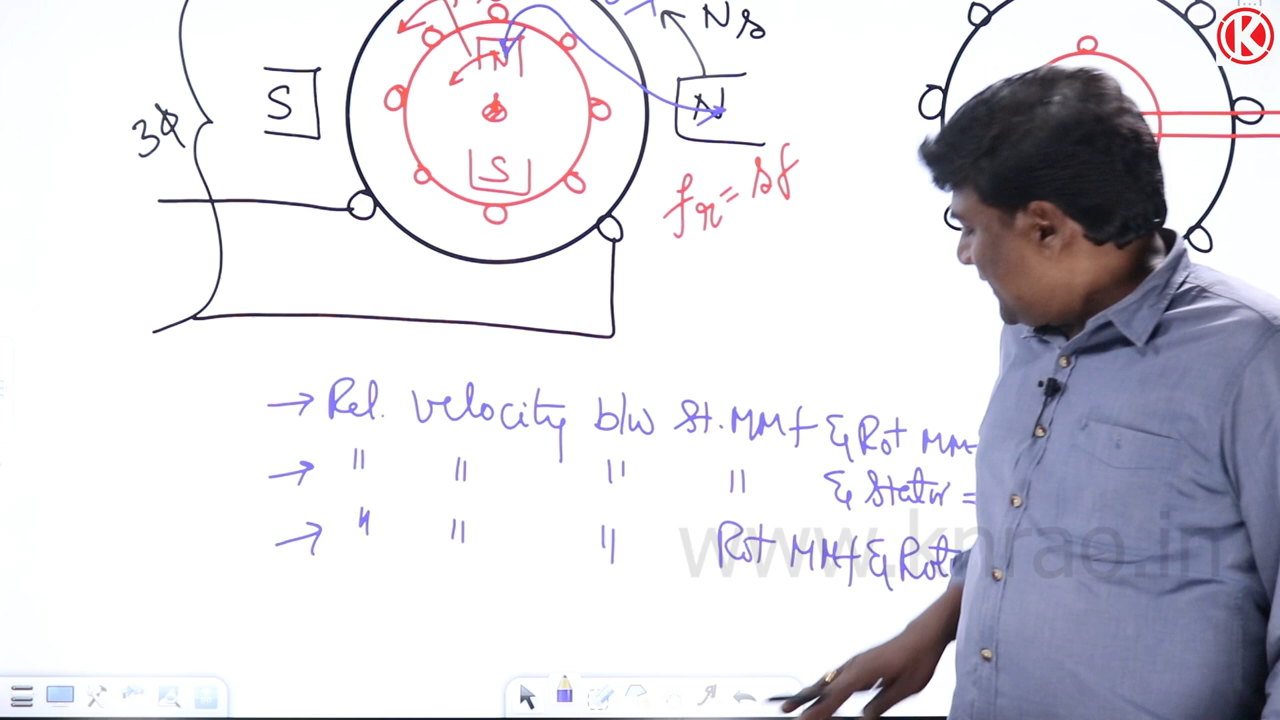 Ns
S
N
N
3Φ
S
fr = sf
→ Rel. velocity b/w St. MMf & Rot MM
→ " " " " & Stator =
→ " " " Rot MMf & Rot
www.knrao.in
K